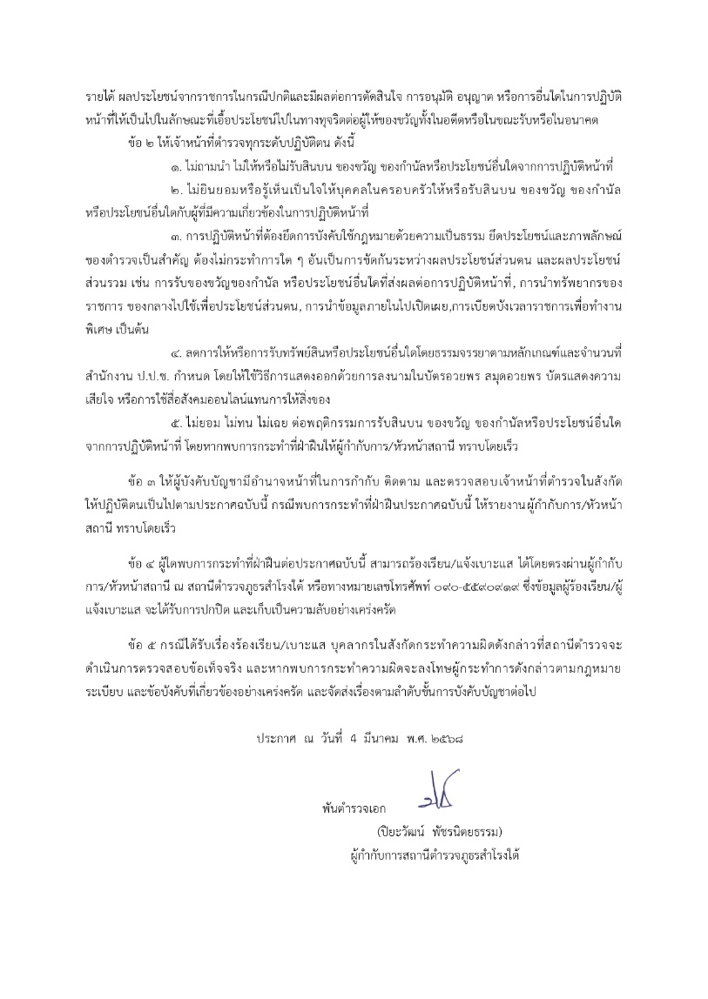 รายได้ ผลประโยชน์จากราชการในกรณีปกติและมีผลต่อการตัดสินใจ การอนุมัติ อนุญาต หรือการอื่นใดในการปฏิบัติ
หน้าที่ให้เป็นไปในลักษณะที่เอื้อประโยชน์ไปในทางทุจริตต่อผู้ให้ของขวัญทั้งในอดีตหรือในขณะรับหรือในอนาคต
ข้อ ๒ ให้เจ้าหน้าที่ตำรวจทุกระดับปฏิบัติตน ดังนี้
๑. ไม่ถามนำ ไม่ให้หรือไม่รับสินบน ของขวัญ ของกำนัลหรือประโยชน์อื่นใดจากการปฏิบัติหน้าที่
๒. ไม่ยินยอมหรือรู้เห็นเป็นใจให้บุคคลในครอบครัวให้หรือรับสินบน ของขวัญ ของกำนัล
หรือประโยชน์อื่นใดกับผู้ที่มีความเกี่ยวข้องในการปฏิบัติหน้าที่
๓. การปฏิบัติหน้าที่ต้องยึดการบังคับใช้กฎหมายด้วยความเป็นธรรม ยึดประโยชน์และภาพลักษณ์
ของตำรวจเป็นสำคัญ ต้องไม่กระทำการใด ๆ อันเป็นการขัดกันระหว่างผลประโยชน์ส่วนตน และผลประโยชน์
ส่วนรวม เช่น การรับของขวัญของกำนัล หรือประโยชน์อื่นใดที่ส่งผลต่อการปฏิบัติหน้าที่, การนำทรัพยากรของ
ราชการ ของกลางไปใช้เพื่อประโยชน์ส่วนตน, การนำข้อมูลภายในไปเปิดเผย,การเบียดบังเวลาราชการเพื่อทำงาน
พิเศษ เป็นต้น
๔. ลดการให้หรือการรับทรัพย์สินหรือประโยชน์อื่นใดโดยธรรมจรรยาตามหลักเกณฑ์และจำนวนที่
สำนักงาน ป.ป.ช. กำหนด โดยให้ใช้วิธีการแสดงออกด้วยการลงนามในบัตรอวยพร สมุดอวยพร บัตรแสดงความ
เสียใจ หรือการใช้สื่อสังคมออนไลน์แทนการให้สิ่งของ
๕. ไม่ยอม ไม่ทน ไม่เฉย ต่อพฤติกรรมการรับสินบน ของขวัญ ของกำนัลหรือประโยชน์อื่นใด
จากการปฏิบัติหน้าที่ โดยหากพบการกระทำที่ฝ่าฝืนให้ผู้กำกับการ/หัวหน้าสถานี ทราบโดยเร็ว
ข้อ ๓ ให้ผู้บังคับบัญชามีอำนาจหน้าที่ในการกำกับ ติดตาม และตรวจสอบเจ้าหน้าที่ตำรวจในสังกัด
ให้ปฏิบัติตนเป็นไปตามประกาศฉบับนี้ กรณีพบการกระทำที่ฝ่าฝืนประกาศฉบับนี้ ให้รายงานผู้กำกับการ/หัวหน้า
สถานี ทราบโดยเร็ว
ข้อ ๔ ผู้ใดพบการกระทำที่ฝ่าฝืนต่อประกาศฉบับนี้ สามารถร้องเรียน/แจ้งเบาะแส ได้โดยตรงผ่านผู้กำกับ
การ/หัวหน้าสถานี ณ สถานีตำรวจภูธรสำโรงใต้ หรือทางหมายเลขโทรศัพท์ ๐๙๐-๕๕๙๐๙๑๙ ซึ่งข้อมูลผู้ร้องเรียน/ผู้
แจ้งเบาะแส จะได้รับการปกปิด และเก็บเป็นความลับอย่างเคร่งครัด
ข้อ ๕ กรณีได้รับเรื่องร้องเรียน/เบาะแส บุคลากรในสังกัดกระทำความผิดดังกล่าวที่สถานีตำรวจจะ
ดำเนินการตรวจสอบข้อเท็จจริง และหากพบการกระทำความผิดจะลงโทษผู้กระทำการดังกล่าวตามกฎหมาย
ระเบียบ และข้อบังคับที่เกี่ยวข้องอย่างเคร่งครัด และจัดส่งเรื่องตามลำดับชั้นการบังคับบัญชาต่อไป
ประกาศ ณ วันที่ 4 มีนาคม พ.ศ. ๒๕๖๘
พันตำรวจเอก
(ปิยะวัฒน์ พัชรนิตยธรรม)
ผู้กำกับการสถานีตำรวจภูธรสำโรงใต้